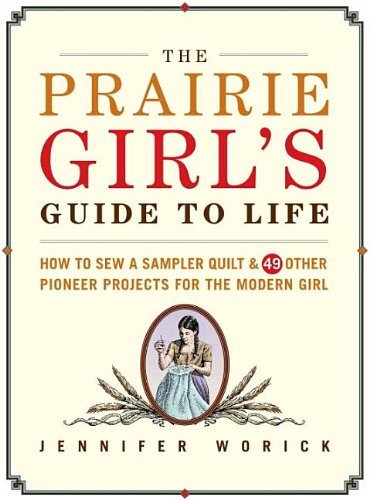 THE
PRAIRIE
GIRL'S
GUIDE TO LIFE
HOW TO SEW A SAMPLER QUILT & 49 OTHER
PIONEER PROJECTS FOR THE MODERN GIRL
JENNIFER WORICK